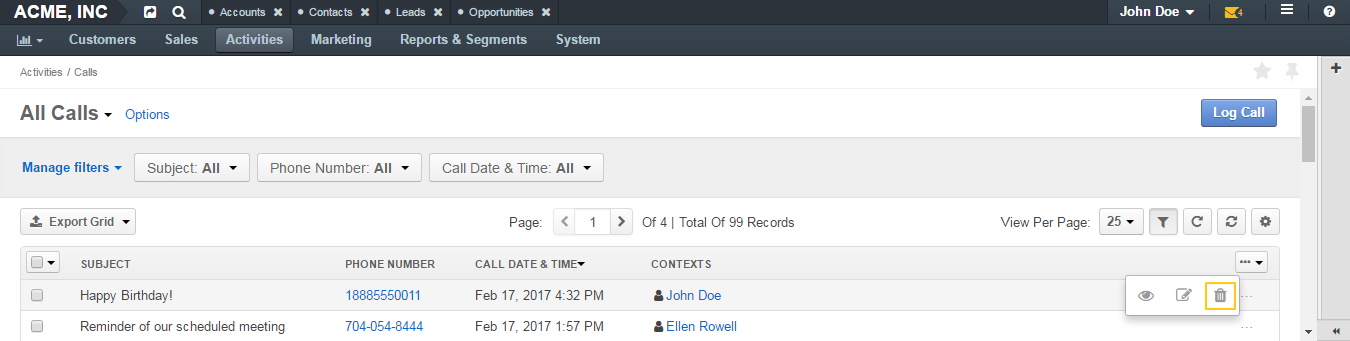 ACME, INC Accounts Contacts Leads Opportunities John Doe 4
Customers Sales Activities Marketing Reports & Segments System
Activities / Calls
All Calls Options Log Call
Manage filters Subject: All Phone Number: All Call Date & Time: All
Export Grid Page: 1 Of 4 | Total Of 99 Records View Per Page: 25
SUBJECT PHONE NUMBER CALL DATE & TIME CONTEXTS
Happy Birthday! 18885550011 Feb 17, 2017 4:32 PM John Doe
Reminder of our scheduled meeting 704-054-8444 Feb 17, 2017 1:57 PM Ellen Rowell